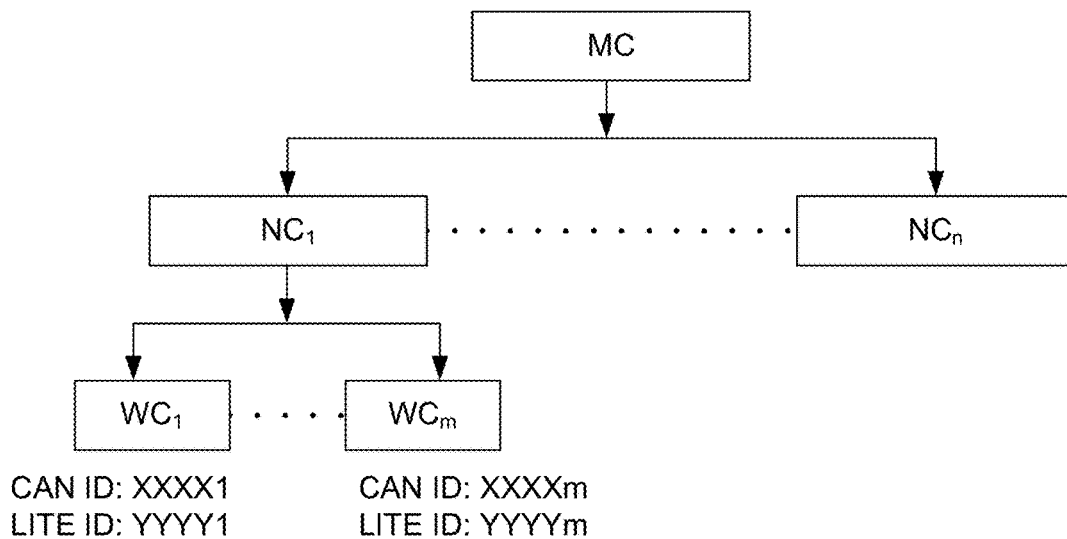 MC
NC₁ . . . . . . . . . . . . . . NCₙ
WC₁ . . . . . WCₘ
CAN ID: XXXX1 CAN ID: XXXXm
LITE ID: YYYY1 LITE ID: YYYYm